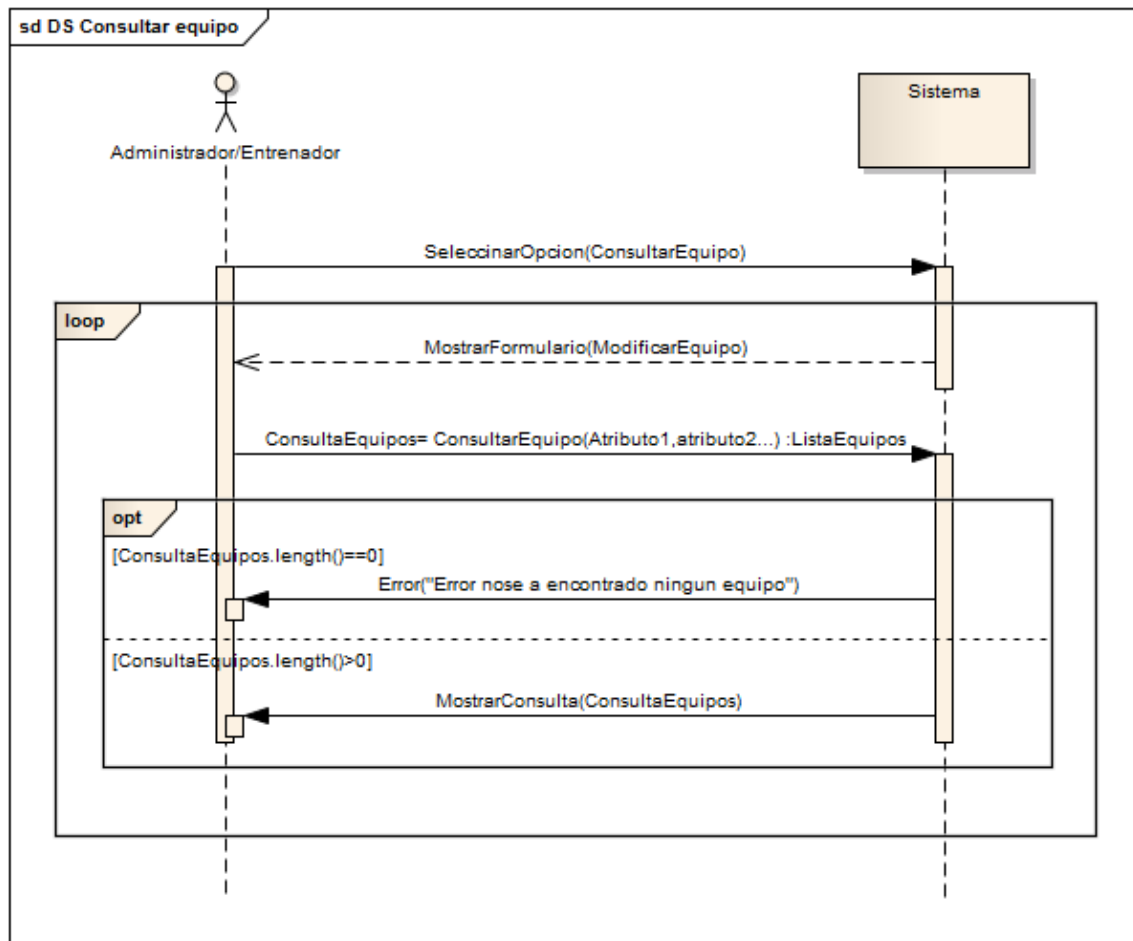 sd DS Consultar equipo
Sistema
Administrador/Entrenador
SeleccinarOpcion(ConsultarEquipo)
loop
MostrarFormulario(ModificarEquipo)
ConsultaEquipos= ConsultarEquipo(Atributo1,atributo2...) :ListaEquipos
opt
[ConsultaEquipos.length()==0]
Error("Error nose a encontrado ningun equipo")
[ConsultaEquipos.length()>0]
MostrarConsulta(ConsultaEquipos)